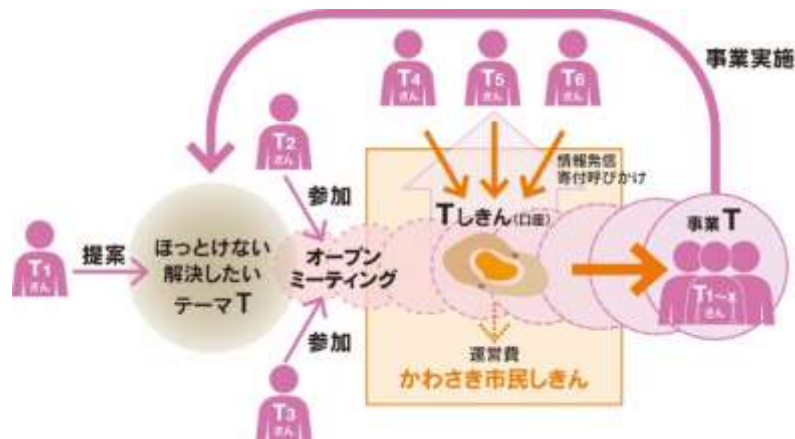 事業実施
T4
さん
T5
さん
T6
さん
T2
さん
情報発信
寄付呼びかけ
参加
Tしきん(口座)
事業 T
T1
さん
提案
ほっとけない
解決したい
テーマ T
オープン
ミーティング
T1～x
さん
参加
運営費
かわさき市民しきん
T3
さん